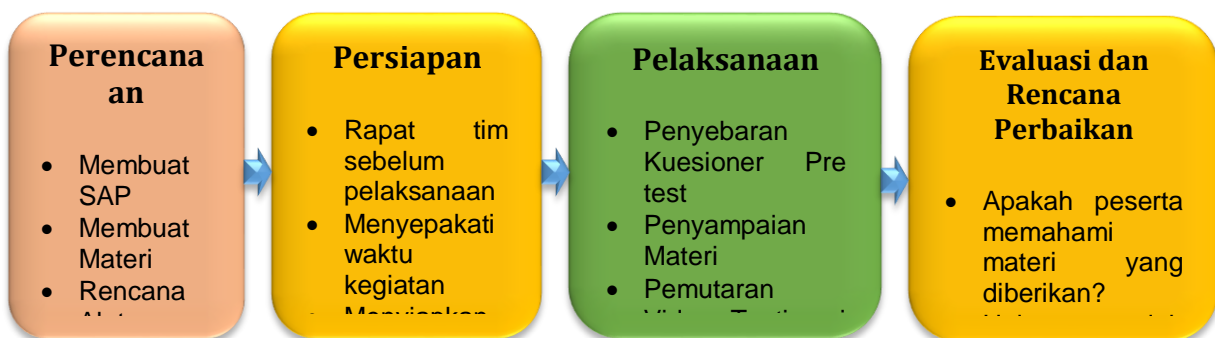 Perencana
an
• Membuat
SAP
• Membuat
Materi
• Rencana
Persiapan
• Rapat tim
sebelum
pelaksanaan
• Menyepakati
waktu
kegiatan
• Menyiapkan
Pelaksanaan
• Penyebaran
Kuesioner Pre
test
• Penyampaian
Materi
• Pemutaran
Evaluasi dan
Rencana
Perbaikan
• Apakah peserta
memahami
materi yang
diberikan?